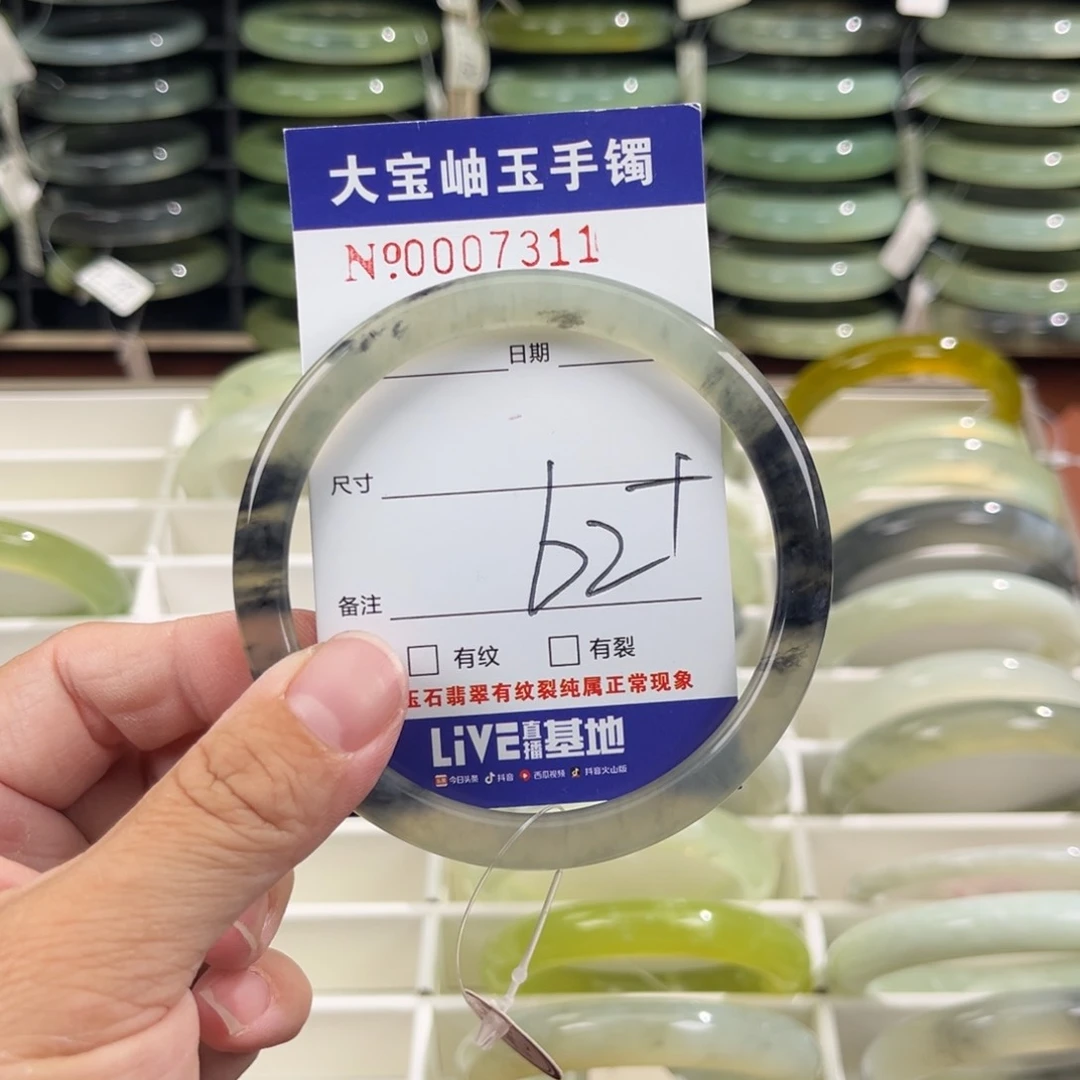 大宝岫玉手镯
№0007311
日期
尺寸
62+
备注
有纹 有裂
玉石翡翠有纹裂纯属正常现象
LiVE直播基地
今日头条 抖音 西瓜视频 抖音火山版